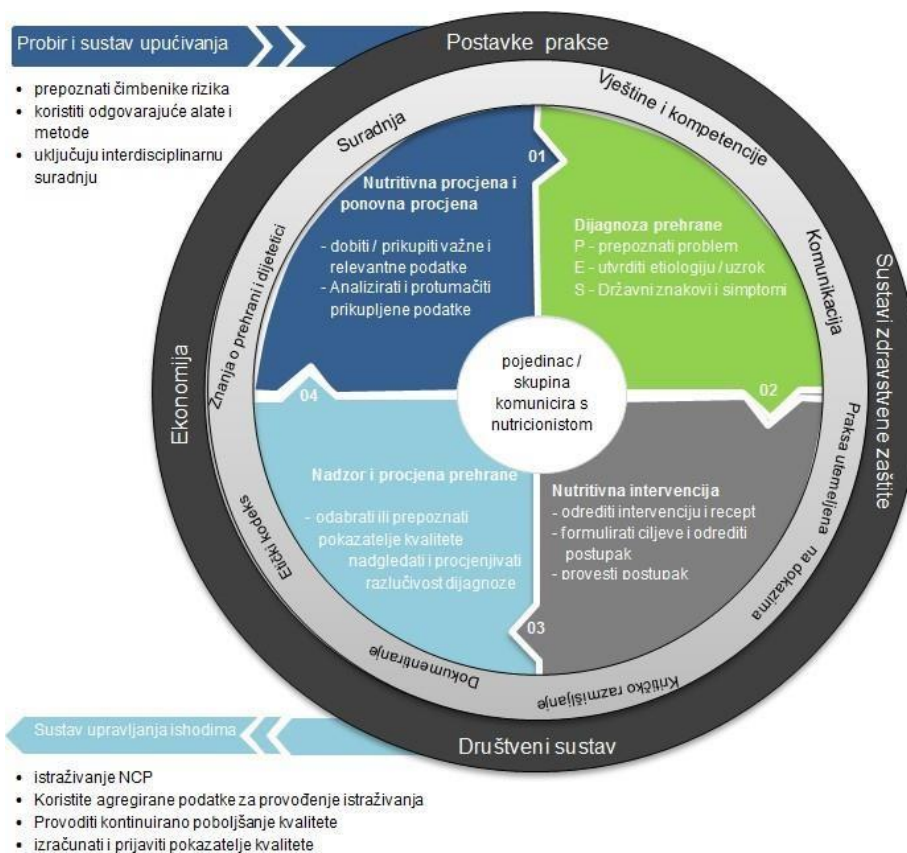 Probir i sustav upućivanja
• prepoznati čimbenike rizika
• koristiti odgovarajuće alate i
metode
• uključuju interdisciplinarnu
suradnju
Postavke prakse
Sustavi zdravstvene zaštite
Društveni sustav
Ekonomija
Suradnja
Vještine i kompetencije
Komunikacija
Praksa utemeljena na dokazima
Kritičko razmišljanje
Dokumentiranje
Etički kodeks
Znanja o prehrani i dijetetici
01
Nutritivna procjena i
ponovna procjena
- dobiti / prikupiti važne i
relevantne podatke
- Analizirati i protumačiti
prikupljene podatke
Dijagnoza prehrane
P - prepoznati problem
E - utvrditi etiologiju / uzrok
S - Državni znakovi i simptomi
02
pojedinac /
skupina
komunicira s
nutricionistom
Nutritivna intervencija
- odrediti intervenciju i recept
- formulirati ciljeve i odrediti
postupak
- provesti postupak
03
04
Nadzor i procjena prehrane
- odabrati ili prepoznati
pokazatelje kvalitete
nadgledati i procjenjivati
razlučivost dijagnoze
Sustav upravljanja ishodima
• istraživanje NCP
• Koristite agregirane podatke za provođenje istraživanja
• Provoditi kontinuirano poboljšanje kvalitete
• izračunati i prijaviti pokazatelje kvalitete